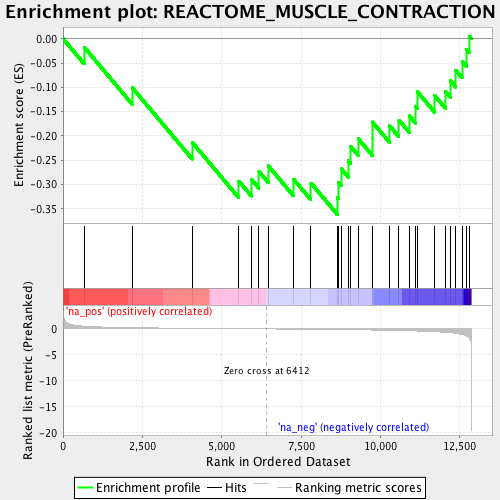 Enrichment plot: REACTOME_MUSCLE_CONTRACTION
Enrichment score (ES)
0.00
-0.05
-0.10
-0.15
-0.20
-0.25
-0.30
-0.35
'na_pos' (positively correlated)
Ranked list metric (PreRanked)
0
-5
-10
-15
-20
Zero cross at 6412
'na_neg' (negatively correlated)
0
2,500
5,000
7,500
10,000
12,500
Rank in Ordered Dataset
Enrichment profile
Hits
Ranking metric scores